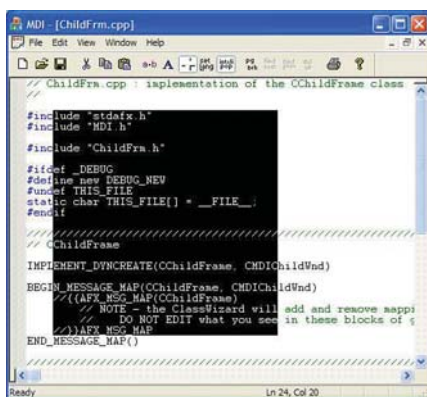 MDI - [ChildFrm.cpp]
File Edit View Window Help
// ChildFrm.cpp : implementation of the CChildFrame class
//
#include "stdafx.h"
#include "MDI.h"
#include "ChildFrm.h"
#ifdef _DEBUG
#define new DEBUG_NEW
#undef THIS_FILE
static char THIS_FILE[] = __FILE__;
#endif
////////////////////////////////////////////////////////////
// CChildFrame
IMPLEMENT_DYNCREATE(CChildFrame, CMDIChildWnd)
BEGIN_MESSAGE_MAP(CChildFrame, CMDIChildWnd)
//{{AFX_MSG_MAP(CChildFrame)
// NOTE - the ClassWizard will add and remove mappi
// DO NOT EDIT what you see in these blocks of g
//}}AFX_MSG_MAP
END_MESSAGE_MAP()
////////////////////////////////////////////////////////////
Ready Ln 24, Col 20